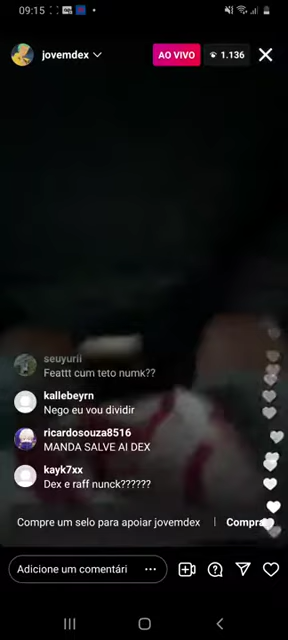 09:15
jovemdex
AO VIVO
1.136
seuyurii
Feattt cum teto numk??
kallebeyrn
Nego eu vou dividir
ricardosouza8516
MANDA SALVE AI DEX
kayk7xx
Dex e raff nunck??????
Compre um selo para apoiar jovemdex | Compra
Adicione um comentári